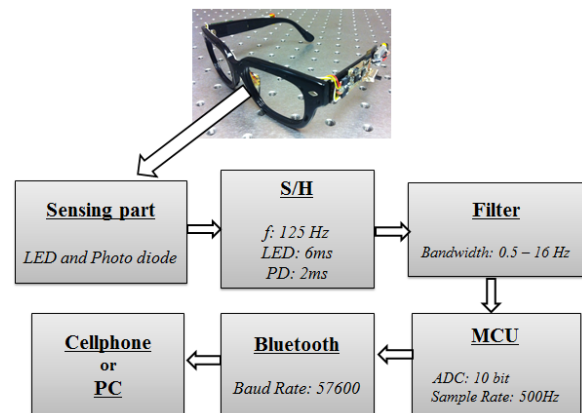 Sensing part
LED and Photo diode
S/H
f: 125 Hz
LED: 6ms
PD: 2ms
Filter
Bandwidth: 0.5 – 16 Hz
MCU
ADC: 10 bit
Sample Rate: 500Hz
Bluetooth
Baud Rate: 57600
Cellphone
or
PC